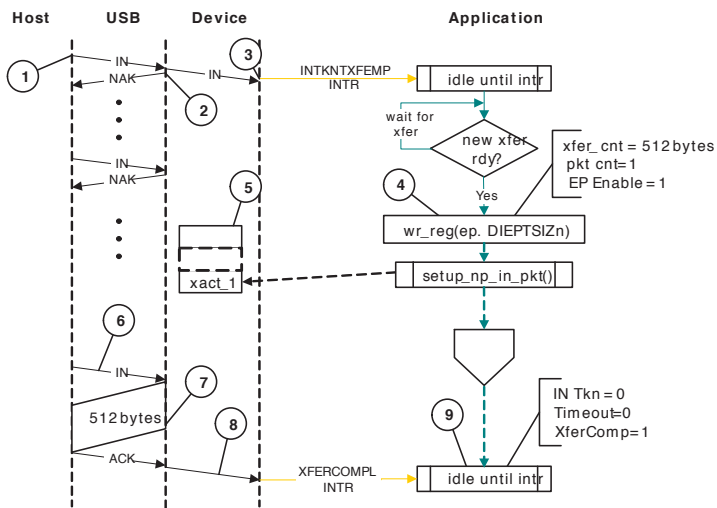 Host USB Device Application
1 IN 3
NAK IN INTKNTXFEMP
INTR idle until intr
2
wait for
xfer
new xfer
rdy?
xfer_cnt = 512 bytes
pkt cnt=1
EP Enable = 1
IN
NAK
Yes
4
5
wr_reg(ep. DIEPTSIZn)
xact_1
setup_np_in_pkt()
6
IN
7
512 bytes
8
ACK
XFERCOMPL
INTR
9
IN Tkn = 0
Timeout=0
XferComp=1
idle until intr